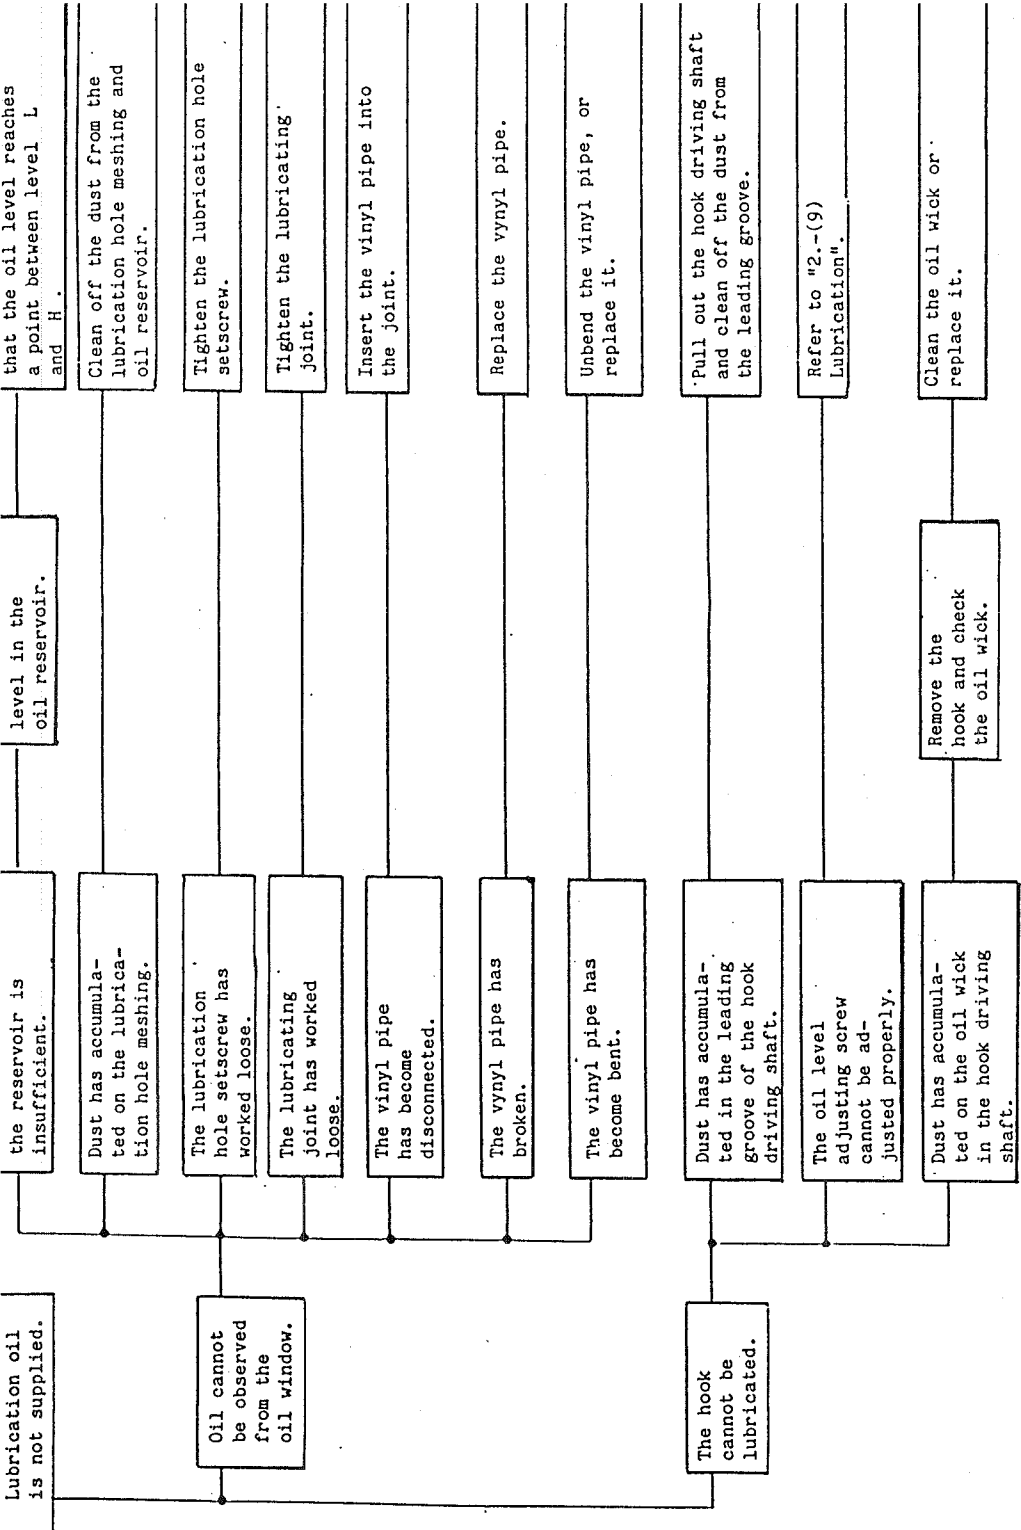 Lubrication oil
is not supplied.
Oil cannot
be observed
from the
oil window.
the reservoir is
insufficient.
level in the
oil reservoir.
that the oil level reaches
a point between level L
and H.
Dust has accumula-
ted on the lubrica-
tion hole meshing.
Clean off the dust from the
lubrication hole meshing and
oil reservoir.
The lubrication
hole setscrew has
worked loose.
Tighten the lubrication hole
setscrew.
The lubricating
joint has worked
loose.
Tighten the lubricating
joint.
The vinyl pipe
has become
disconnected.
Insert the vinyl pipe into
the joint.
The vynyl pipe has
broken.
Replace the vynyl pipe.
The vinyl pipe has
become bent.
Unbend the vinyl pipe, or
replace it.
The hook
cannot be
lubricated.
Dust has accumula-
ted in the leading
groove of the hook
driving shaft.
Pull out the hook driving shaft
and clean off the dust from
the leading groove.
The oil level
adjusting screw
cannot be ad-
justed properly.
Refer to "2.-(9)
Lubrication".
Dust has accumula-
ted on the oil wick
in the hook driving
shaft.
Remove the
hook and check
the oil wick.
Clean the oil wick or
replace it.